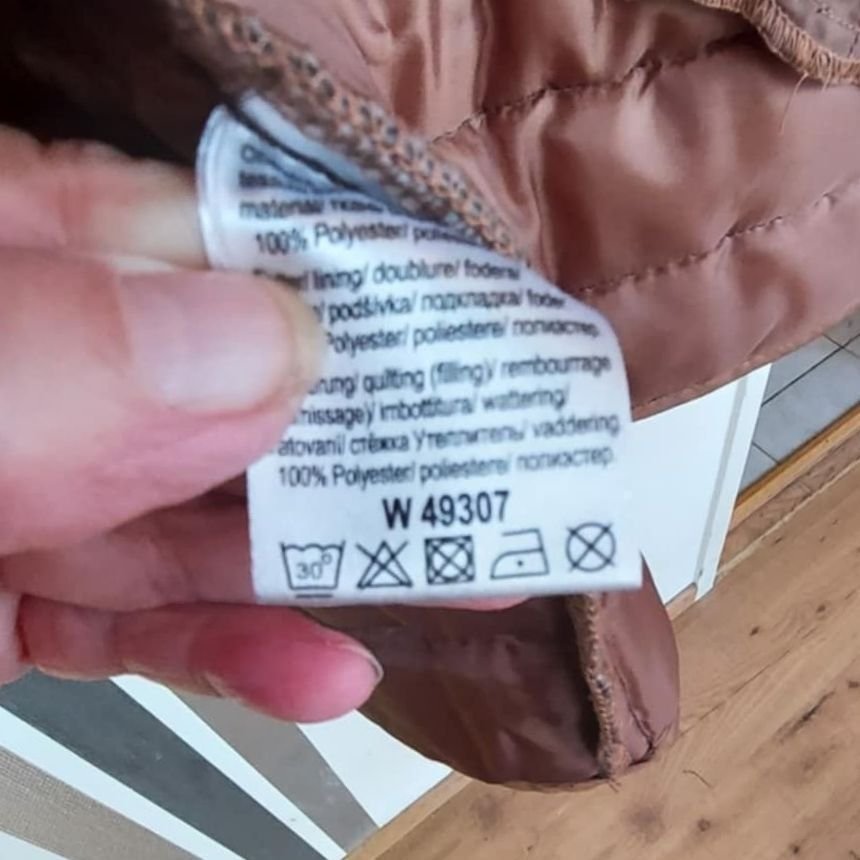 material/
100% Polyester/
lining/ doublure/ fodera/
podšívka/ подкладка/ foder
Polyester/ poliestere/ полиэстер
quilting (filling)/ rembourrage
imbottitura/ wattering/
стёжка Утеплитель/ vaddering
100% Polyester/ poliestere/ полиэстер
W 49307
30°